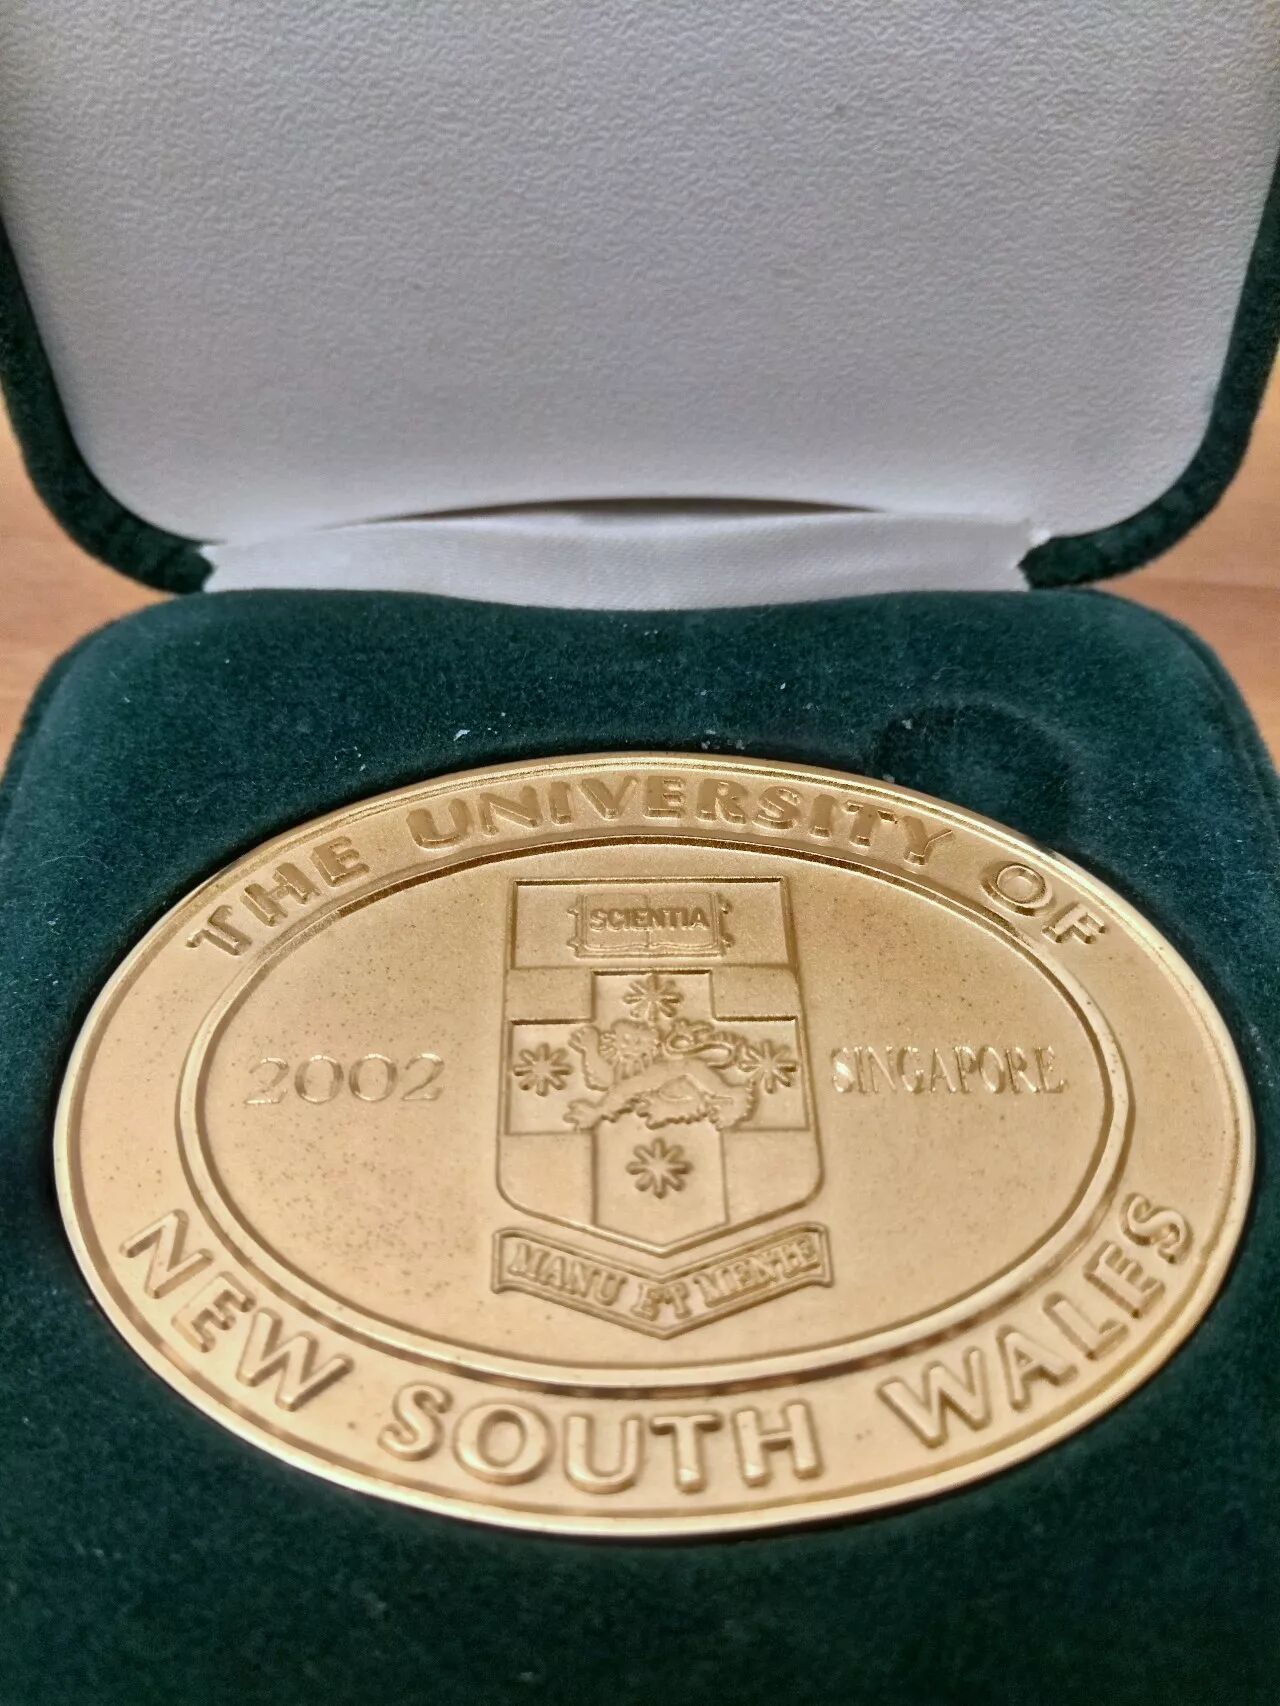 THE UNIVERSITY OF
SCIENTIA
2002
SINGAPORE
MANU ET MENTE
NEW SOUTH WALES